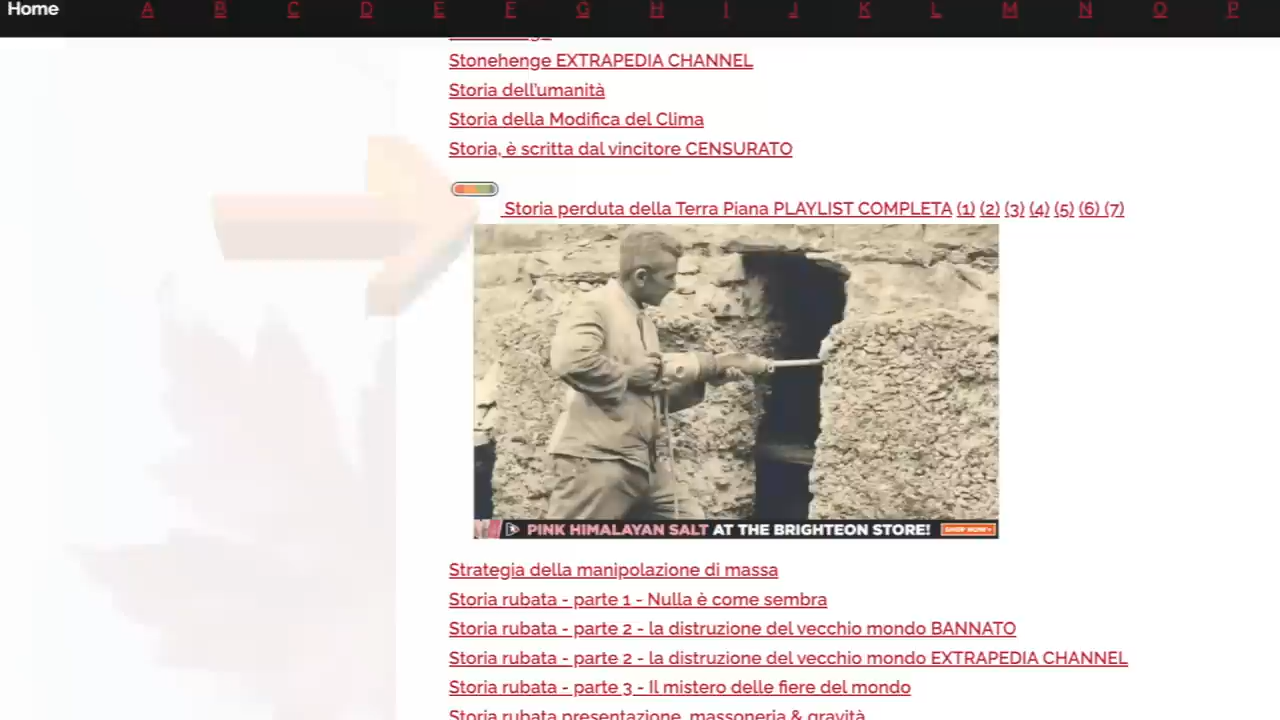 Home A B C D E F G H I J K L M N O P
Stonehenge EXTRAPEDIA CHANNEL
Storia dell'umanità
Storia della Modifica del Clima
Storia, è scritta dal vincitore CENSURATO
Storia perduta della Terra Piana PLAYLIST COMPLETA (1) (2) (3) (4) (5) (6) (7)
PINK HIMALAYAN SALT AT THE BRIGHTEON STORE! SHOP NOW
Strategia della manipolazione di massa
Storia rubata - parte 1 - Nulla è come sembra
Storia rubata - parte 2 - la distruzione del vecchio mondo BANNATO
Storia rubata - parte 2 - la distruzione del vecchio mondo EXTRAPEDIA CHANNEL
Storia rubata - parte 3 - Il mistero delle fiere del mondo
Storia rubata presentazione, massoneria & gravità